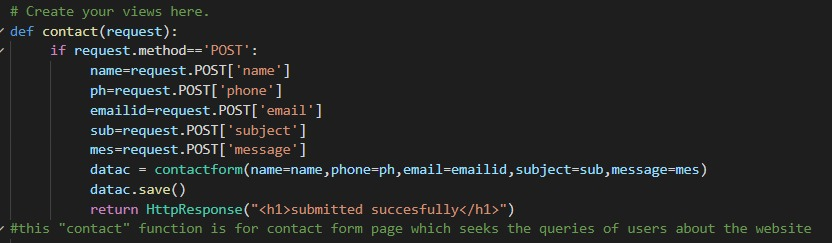 # Create your views here.
def contact(request):
if request.method=='POST':
name=request.POST['name']
ph=request.POST['phone']
emailid=request.POST['email']
sub=request.POST['subject']
mes=request.POST['message']
datac = contactform(name=name,phone=ph,email=emailid,subject=sub,message=mes)
datac.save()
return HttpResponse("<h1>submitted succesfully</h1>")
#this "contact" function is for contact form page which seeks the queries of users about the website